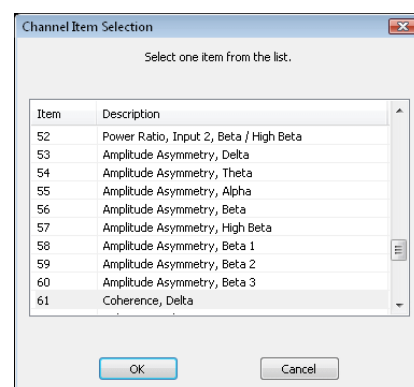 Channel Item Selection
Select one item from the list.
Item Description
52 Power Ratio, Input 2, Beta / High Beta
53 Amplitude Asymmetry, Delta
54 Amplitude Asymmetry, Theta
55 Amplitude Asymmetry, Alpha
56 Amplitude Asymmetry, Beta
57 Amplitude Asymmetry, High Beta
58 Amplitude Asymmetry, Beta 1
59 Amplitude Asymmetry, Beta 2
60 Amplitude Asymmetry, Beta 3
61 Coherence, Delta
OK Cancel